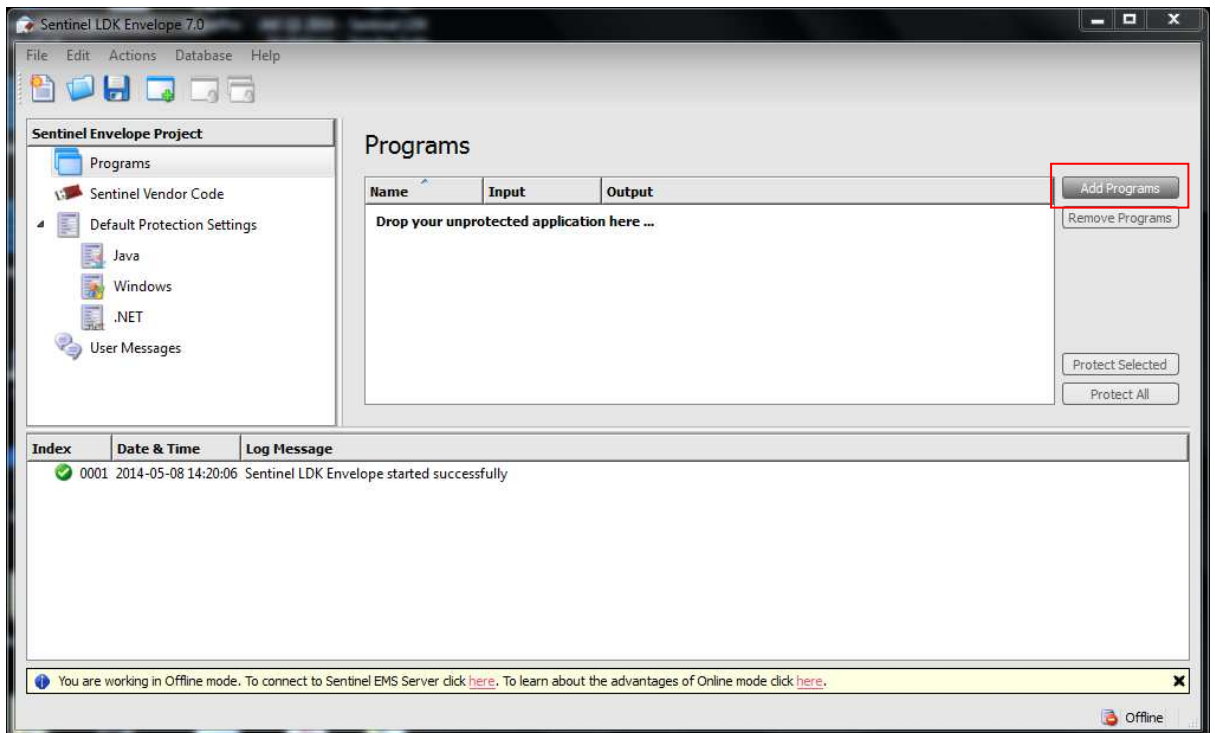 Sentinel LDK Envelope 7.0
File Edit Actions Database Help
Sentinel Envelope Project
Programs
Sentinel Vendor Code
Default Protection Settings
Java
Windows
.NET
User Messages
Programs
Name Input Output
Drop your unprotected application here ...
Add Programs
Remove Programs
Protect Selected
Protect All
Index Date & Time Log Message
0001 2014-05-08 14:20:06 Sentinel LDK Envelope started successfully
You are working in Offline mode. To connect to Sentinel EMS Server click here. To learn about the advantages of Online mode click here.
Offline